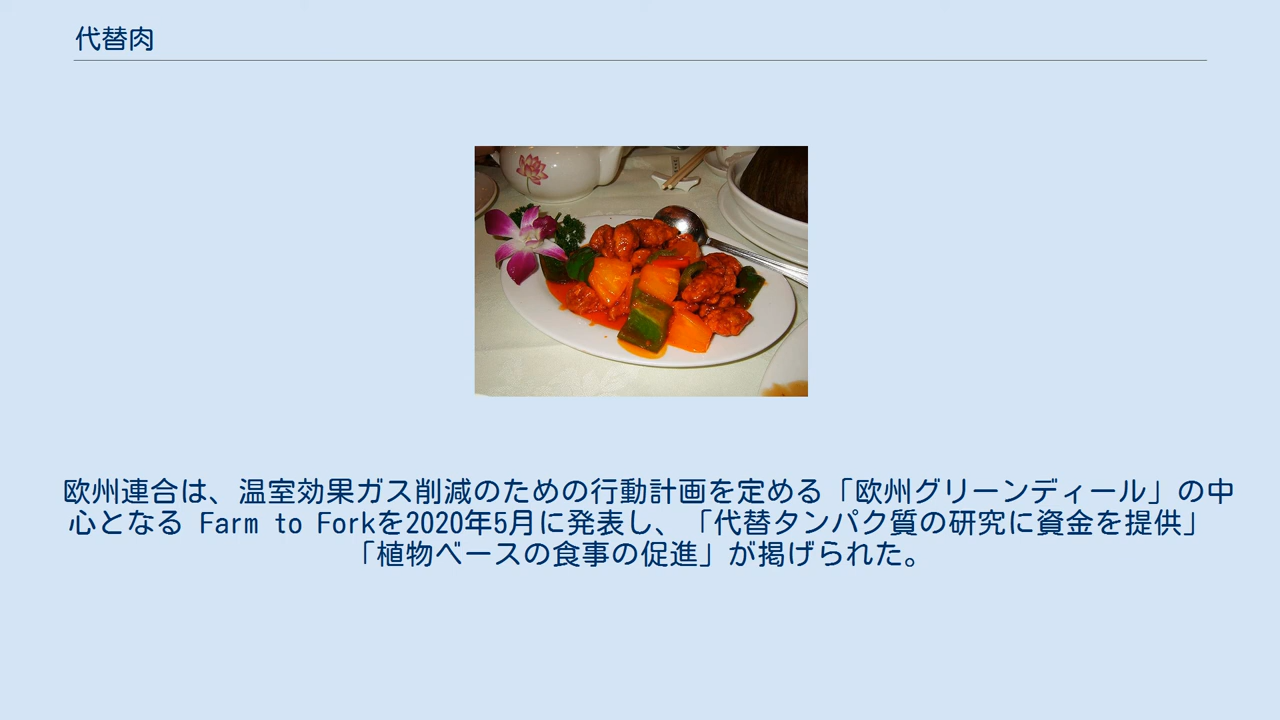 代替肉
欧州連合は、温室効果ガス削減のための行動計画を定める「欧州グリーンディール」の中
心となる Farm to Forkを2020年5月に発表し、「代替タンパク質の研究に資金を提供」
「植物ベースの食事の促進」が掲げられた。